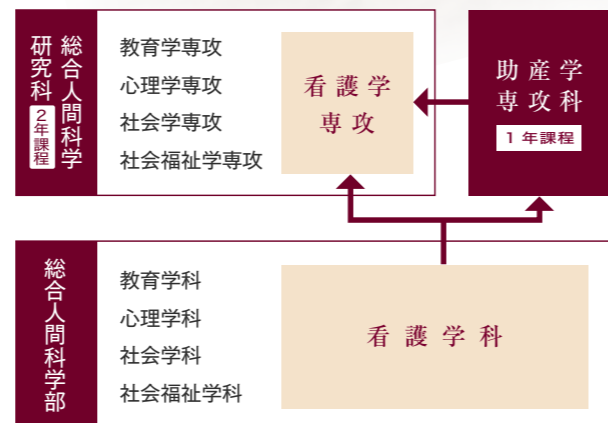 総合人間科学
研究科
2年課程
教育学専攻
心理学専攻
社会学専攻
社会福祉学専攻
看護学
専攻
助産学
専攻科
1年課程
総合人間科学部
教育学科
心理学科
社会学科
社会福祉学科
看護学科